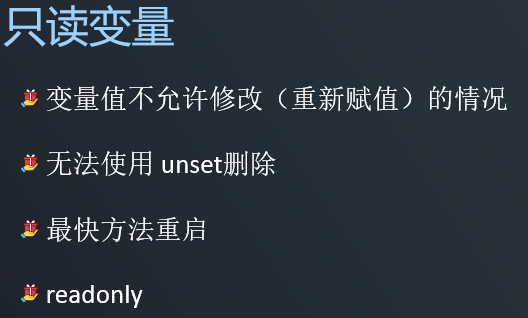 只读变量
变量值不允许修改（重新赋值）的情况
无法使用 unset删除
最快方法重启
readonly